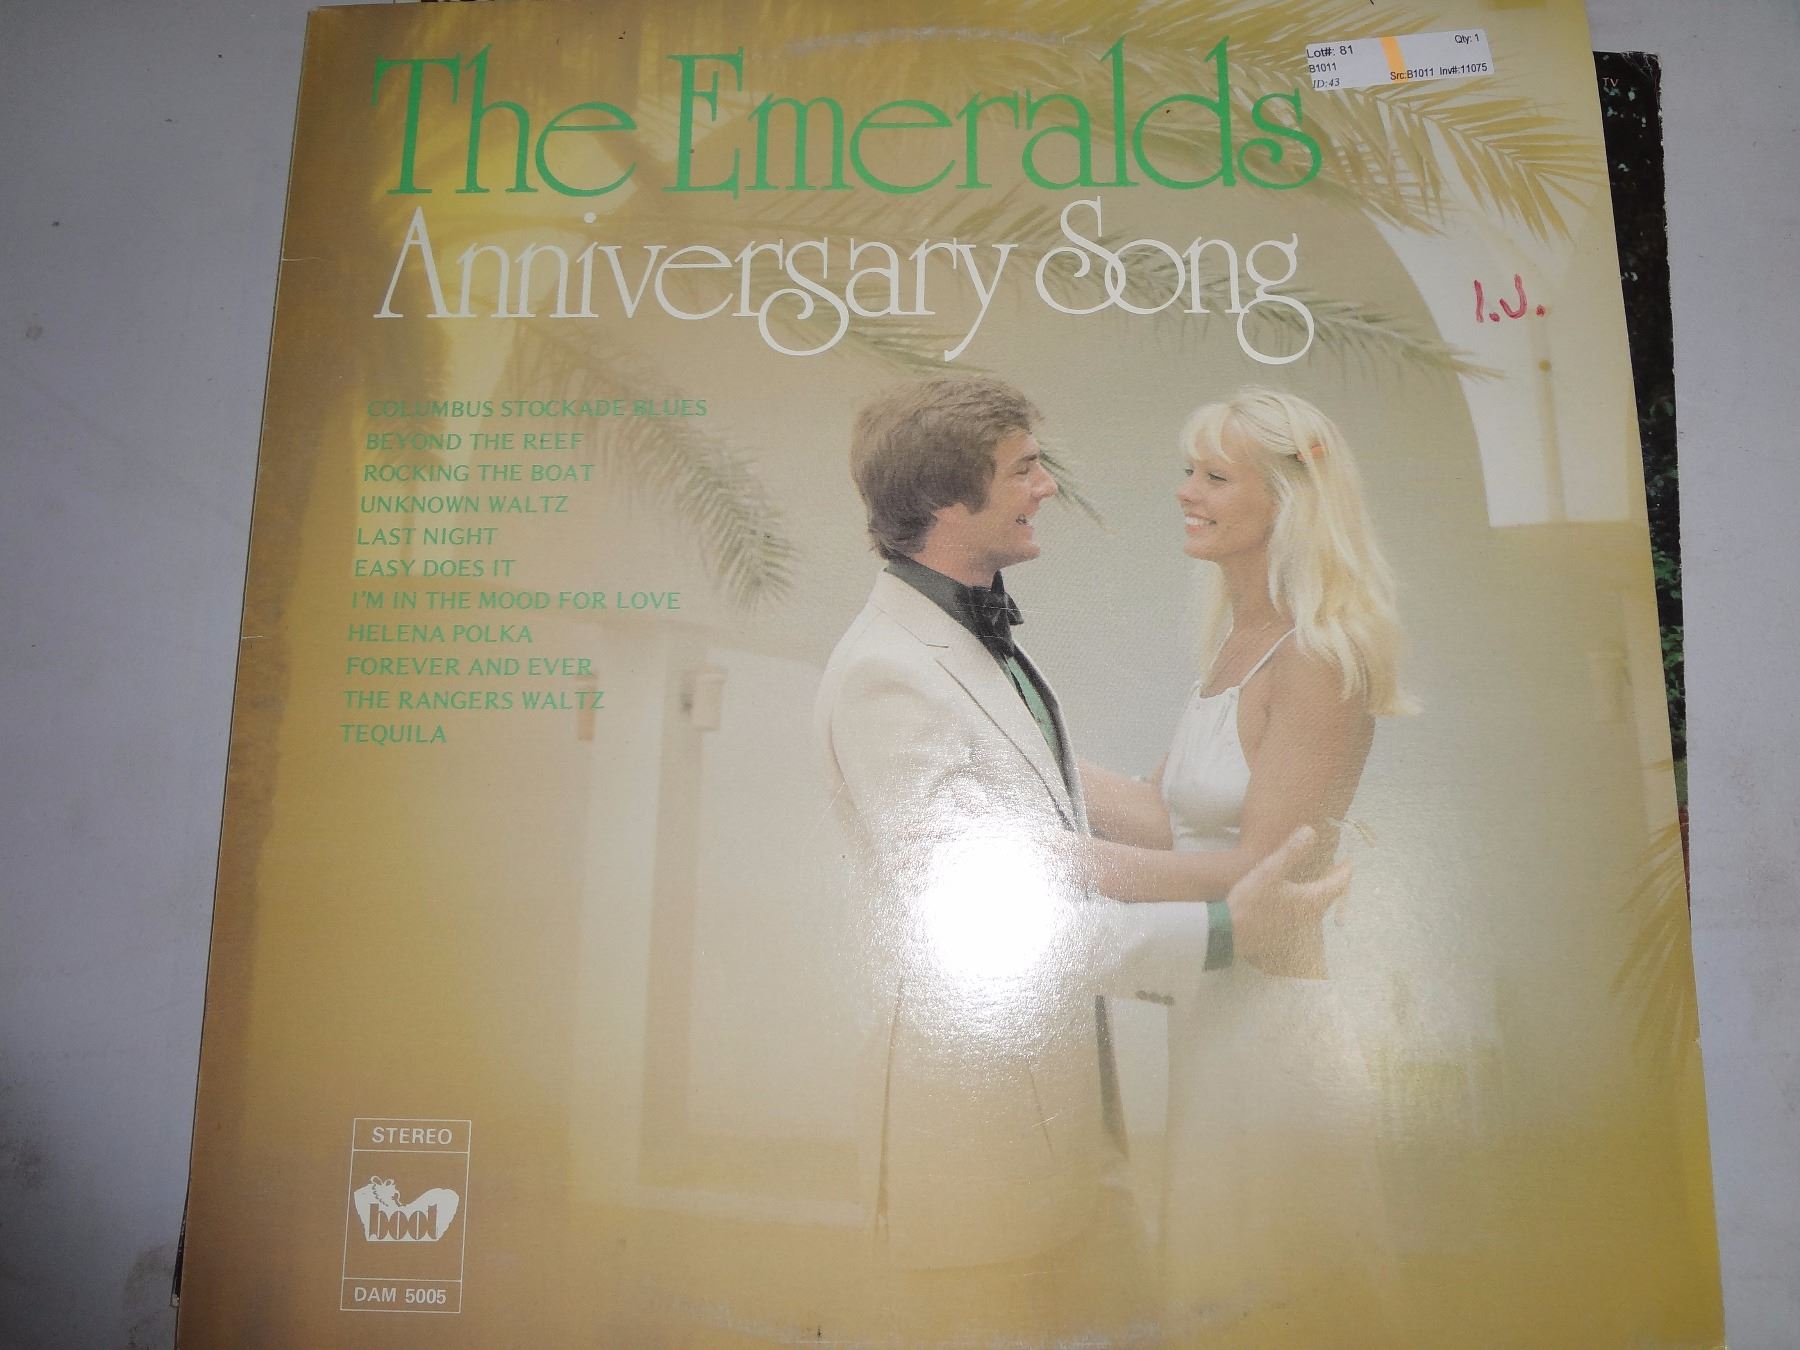 The Emeralds
Anniversary Song
Lot#: 81 Qty: 1
B1011 Src:B1011 Inv#:11075
ID:43
TV
I.J.
COLUMBUS STOCKADE BLUES
BEYOND THE REEF
ROCKING THE BOAT
UNKNOWN WALTZ
LAST NIGHT
EASY DOES IT
I'M IN THE MOOD FOR LOVE
HELENA POLKA
FOREVER AND EVER
THE RANGERS WALTZ
TEQUILA
STEREO
boot
DAM 5005